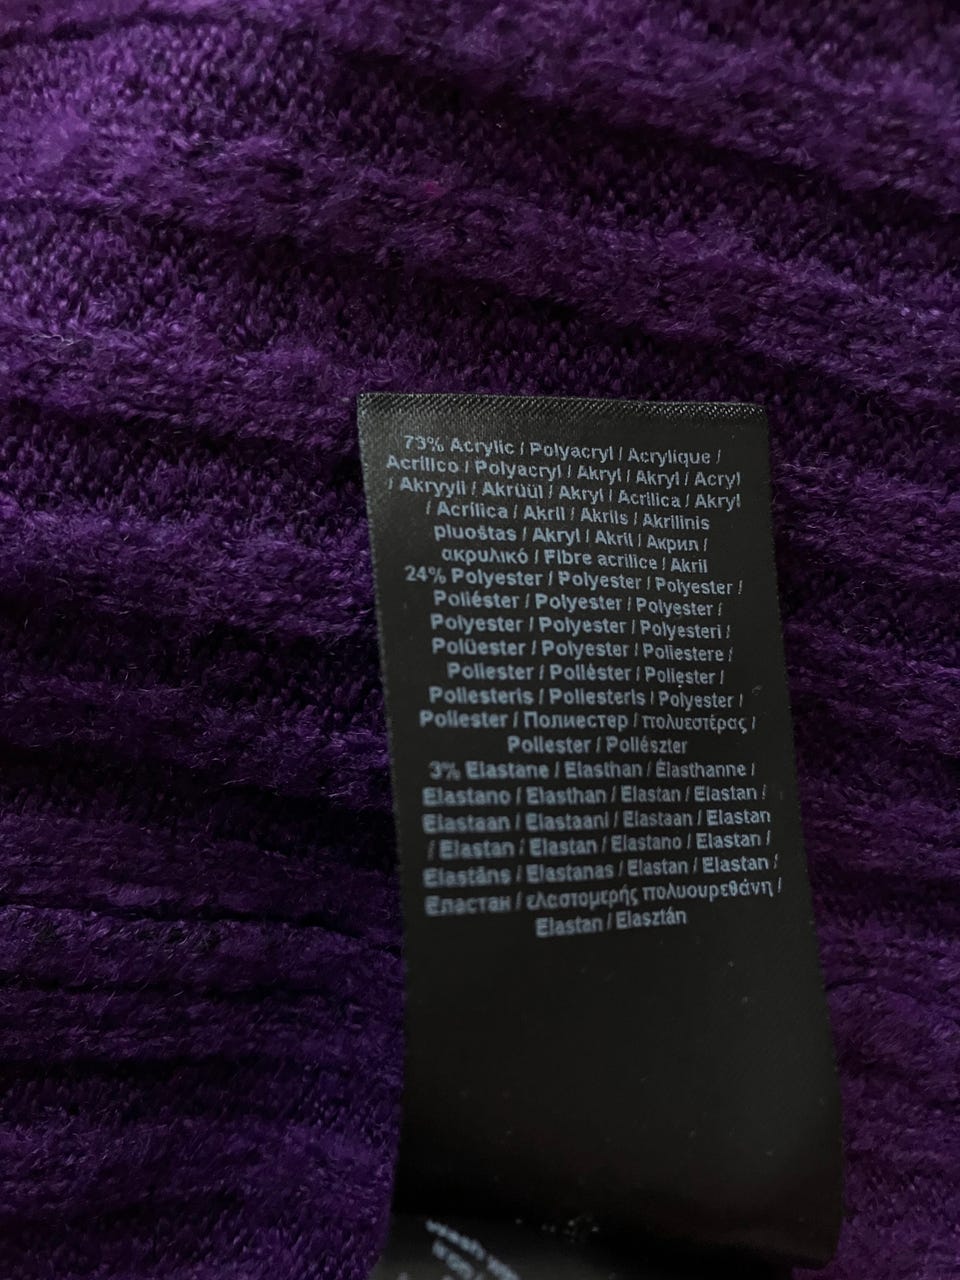 73% Acrylic / Polyacryl / Acrylique /
Acrilico / Polyacryl / Akryl / Akryl / Acryl
/ Akryyli / Akrüül / Akryl / Acrilica / Akryl
/ Acrílica / Akril / Akrils / Akrilinis
pluoštas / Akryl / Akril / Акрил /
ακρυλικό / Fibre acrilice / Akril
24% Polyester / Polyester / Polyester /
Poliéster / Polyester / Polyester /
Polyester / Polyester / Polyesteri /
Polüester / Polyester / Poliestere /
Poliester / Poliéster / Poliester /
Poliesteris / Poliesteris / Polyester /
Poliester / Полиестер / πολυεστέρας /
Poliester / Poliészter
3% Elastane / Elasthan / Élasthanne /
Elastano / Elasthan / Elastan / Elastan /
Elastaan / Elastaani / Elastaan / Elastan
/ Elastan / Elastan / Elastano / Elastan /
Elastāns / Elastanas / Elastan / Elastan /
Еластан / ελαστομερής πολυουρεθάνη /
Elastan / Elasztán